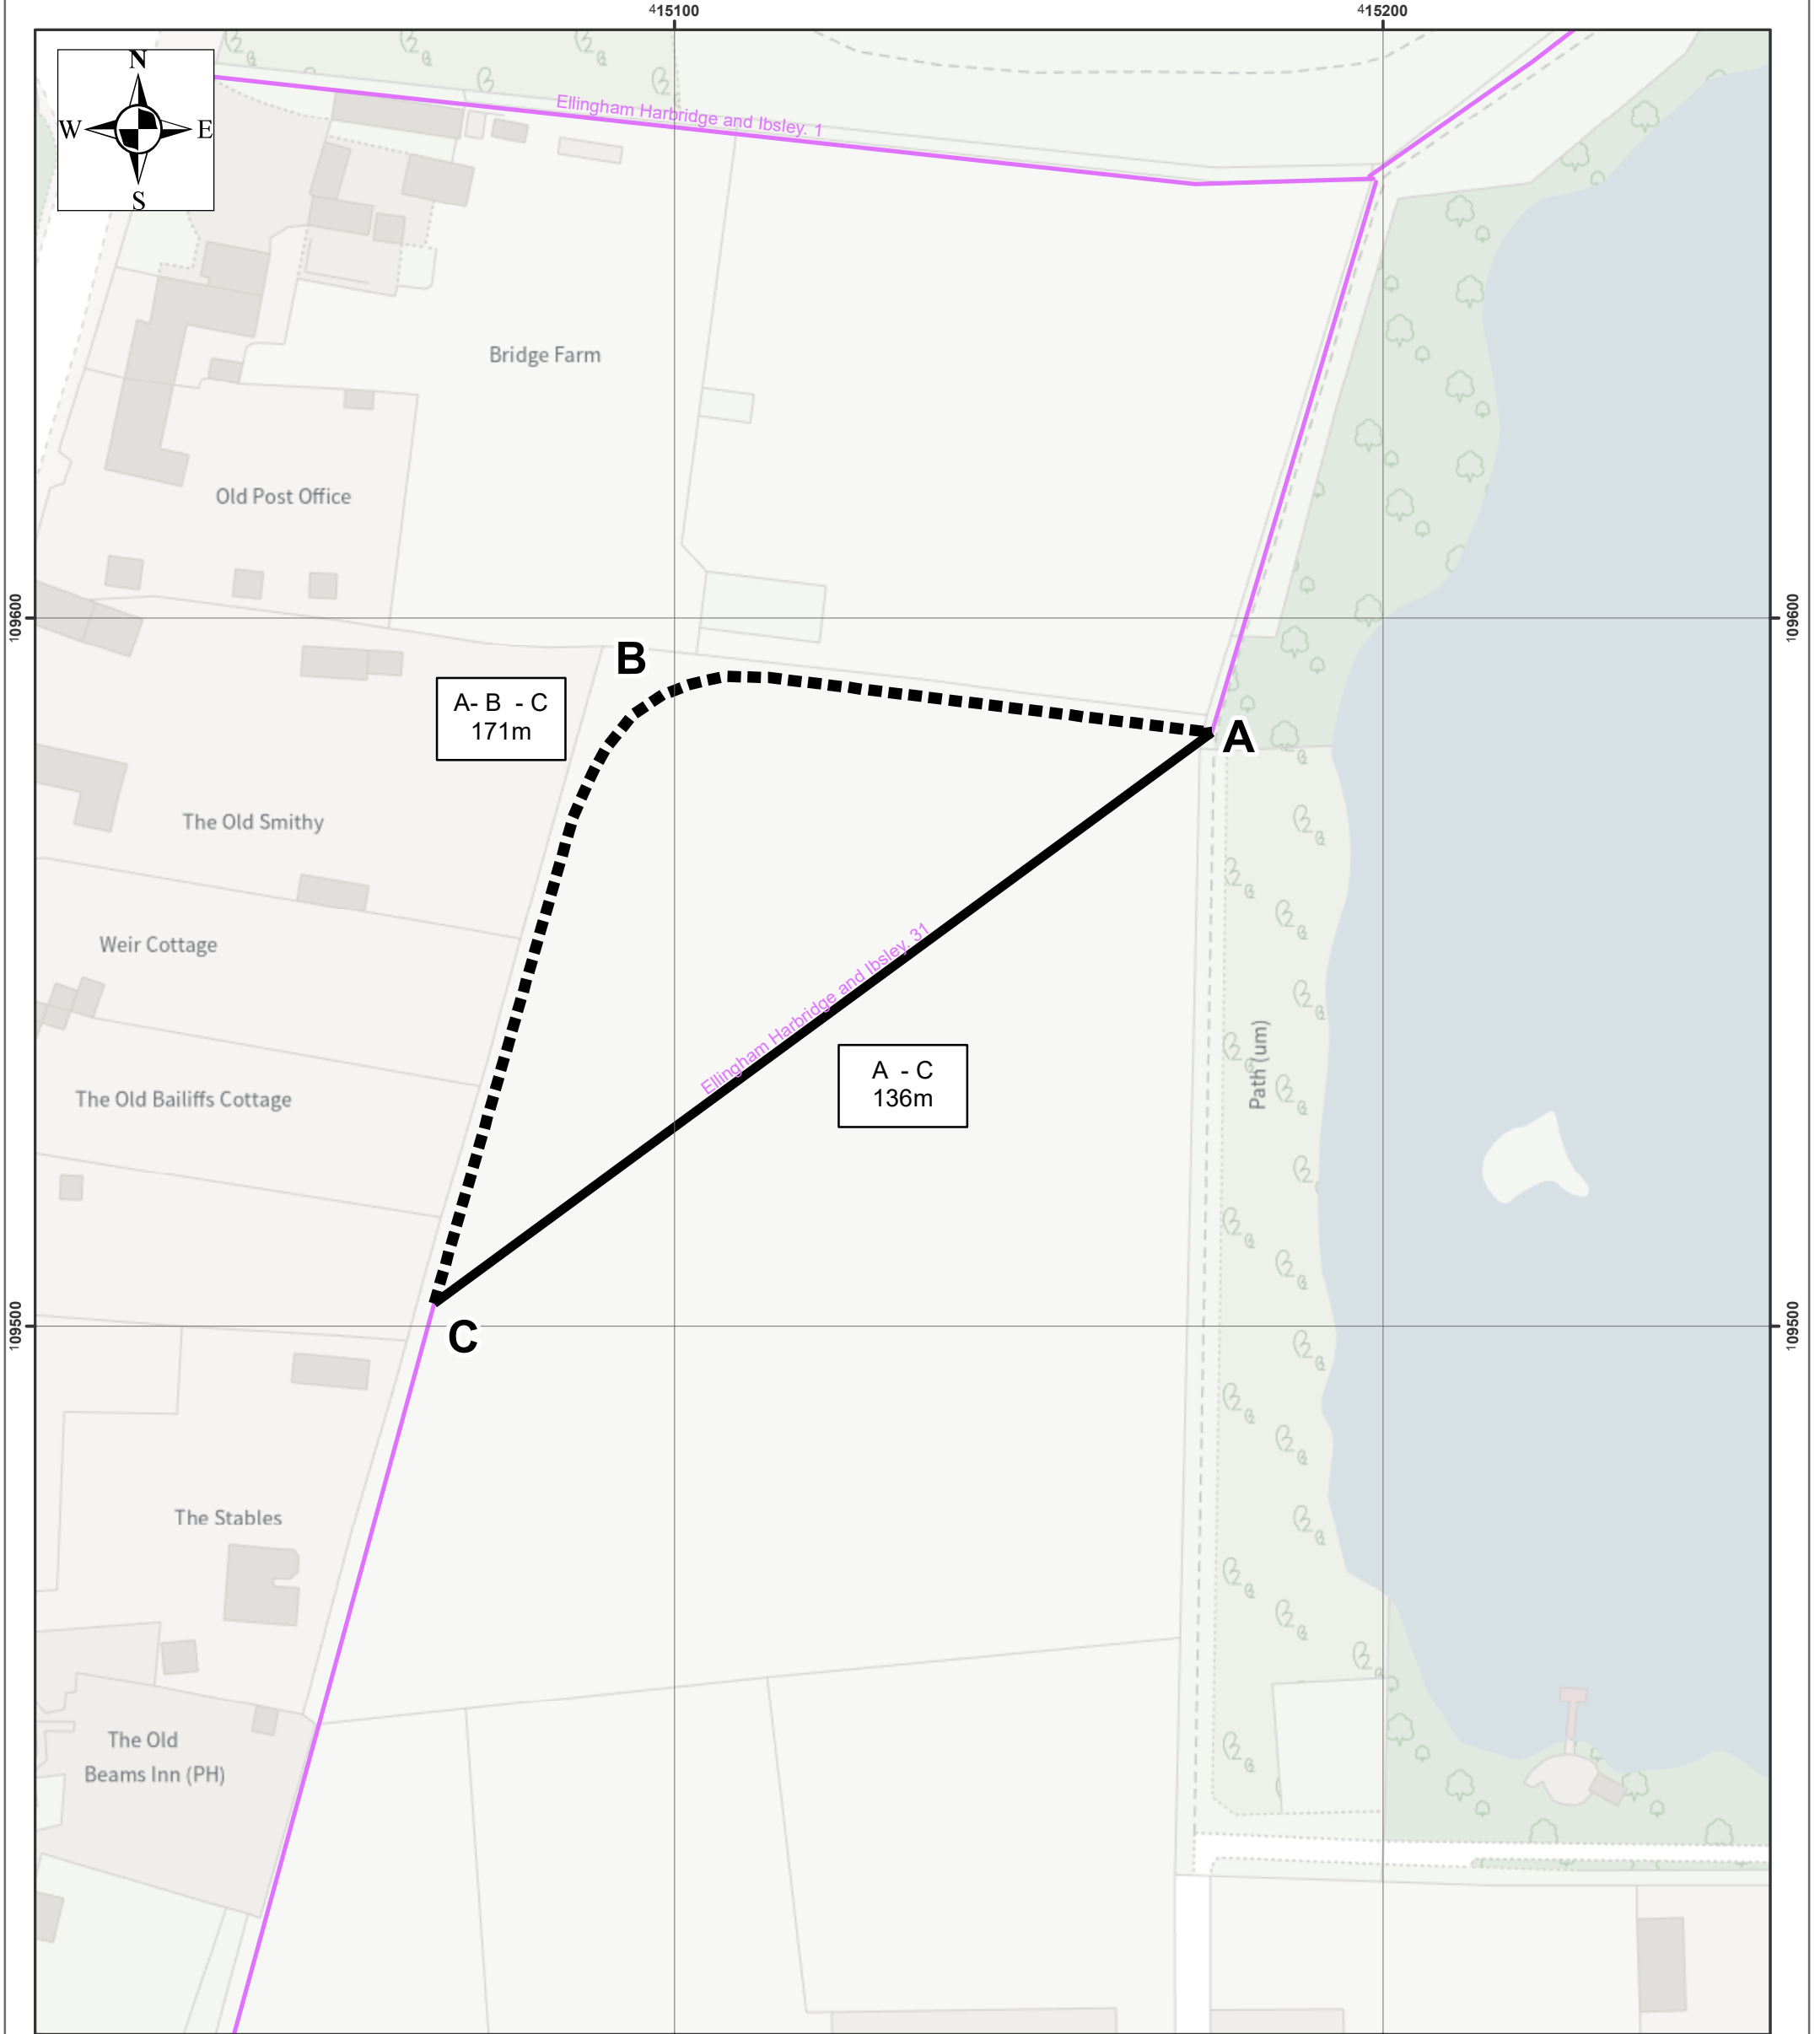 415100
415200
N
W E
S
Ellingham Harbridge and Ibsley. 1
Bridge Farm
Old Post Office
109600
109600
B
A- B - C
171m
A
The Old Smithy
Weir Cottage
Ellingham Harbridge and Ibsley. 31
Path (um)
A - C
136m
The Old Bailiffs Cottage
109500
109500
C
The Stables
The Old
Beams Inn (PH)